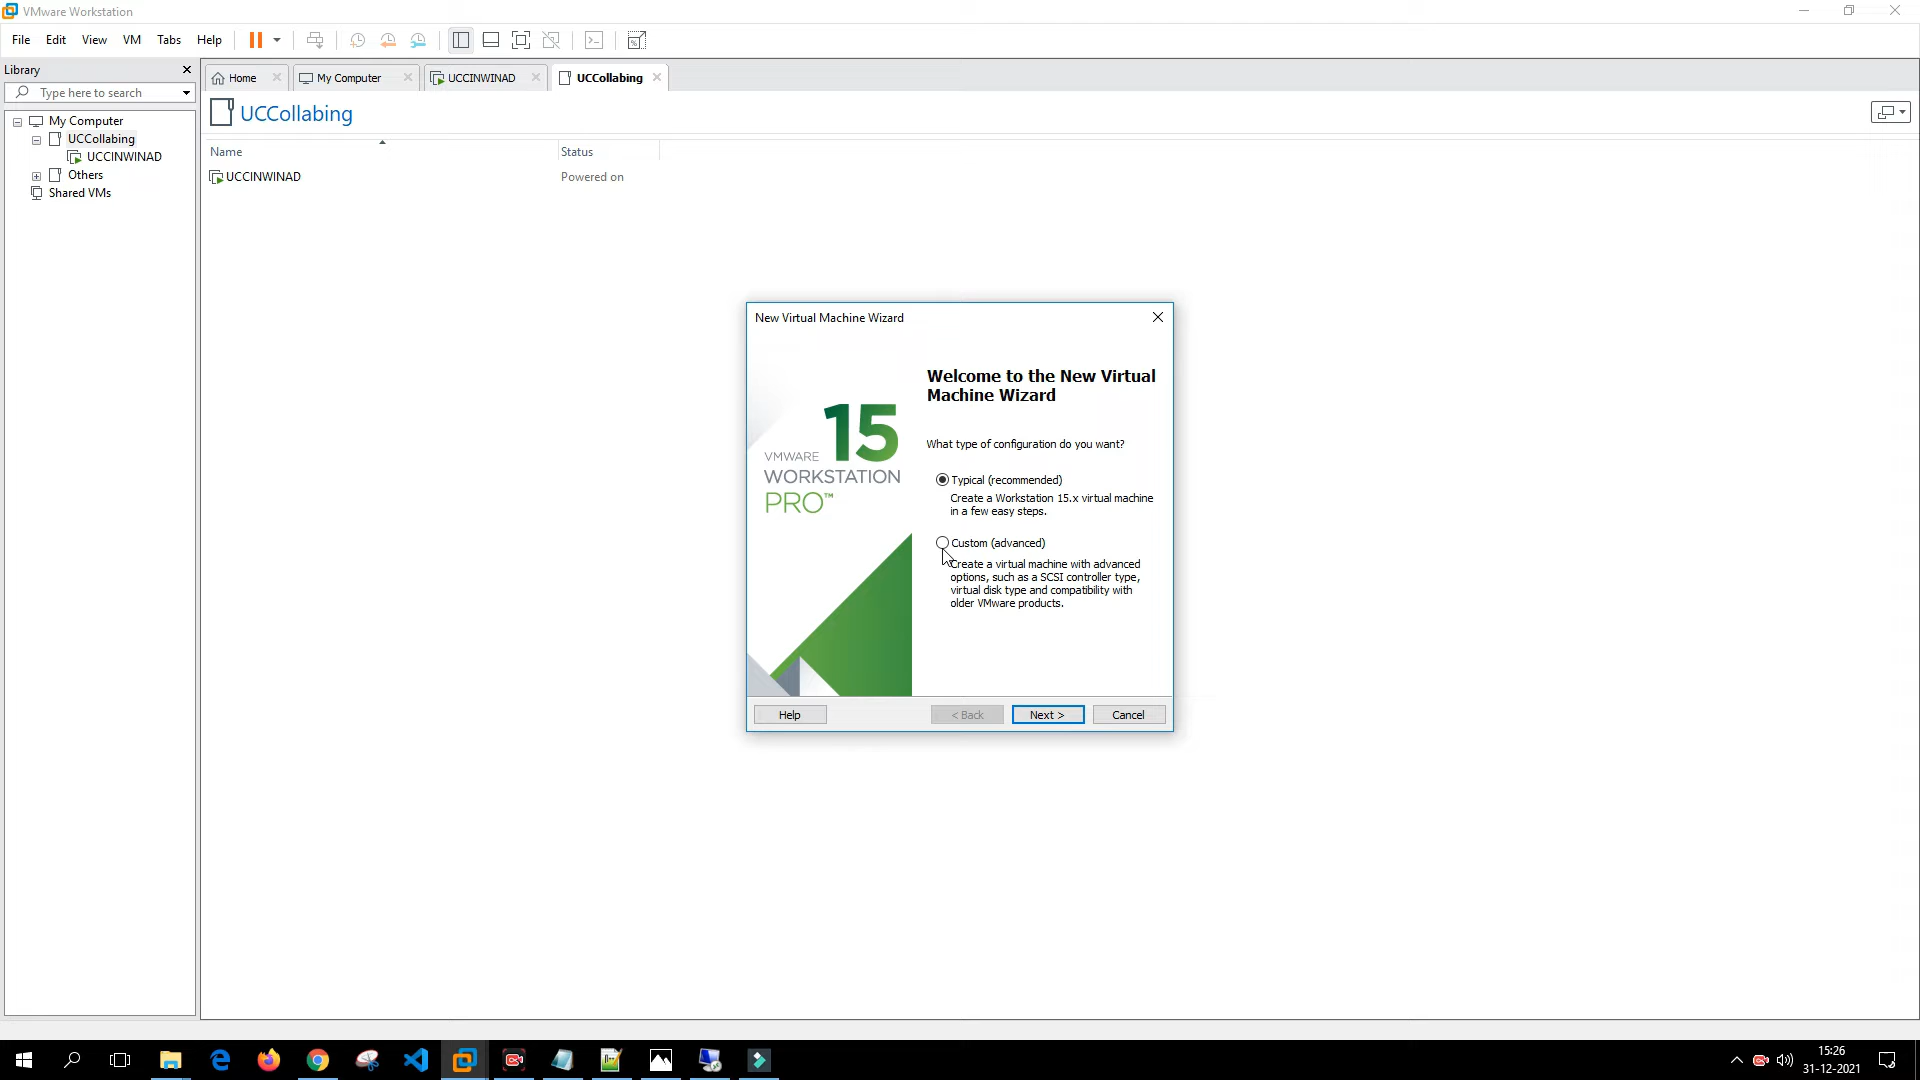 VMware Workstation
File Edit View VM Tabs Help
Library
Type here to search
My Computer
UCCollabing
UCCINWINAD
Others
Shared VMs
Home My Computer UCCINWINAD UCCollabing
UCCollabing
Name Status
UCCINWINAD Powered on
New Virtual Machine Wizard
15
VMWARE
WORKSTATION
PRO™
Welcome to the New Virtual
Machine Wizard
What type of configuration do you want?
Typical (recommended)
Create a Workstation 15.x virtual machine
in a few easy steps.
Custom (advanced)
Create a virtual machine with advanced
options, such as a SCSI controller type,
virtual disk type and compatibility with
older VMware products.
Help < Back Next > Cancel
15:26
31-12-2021